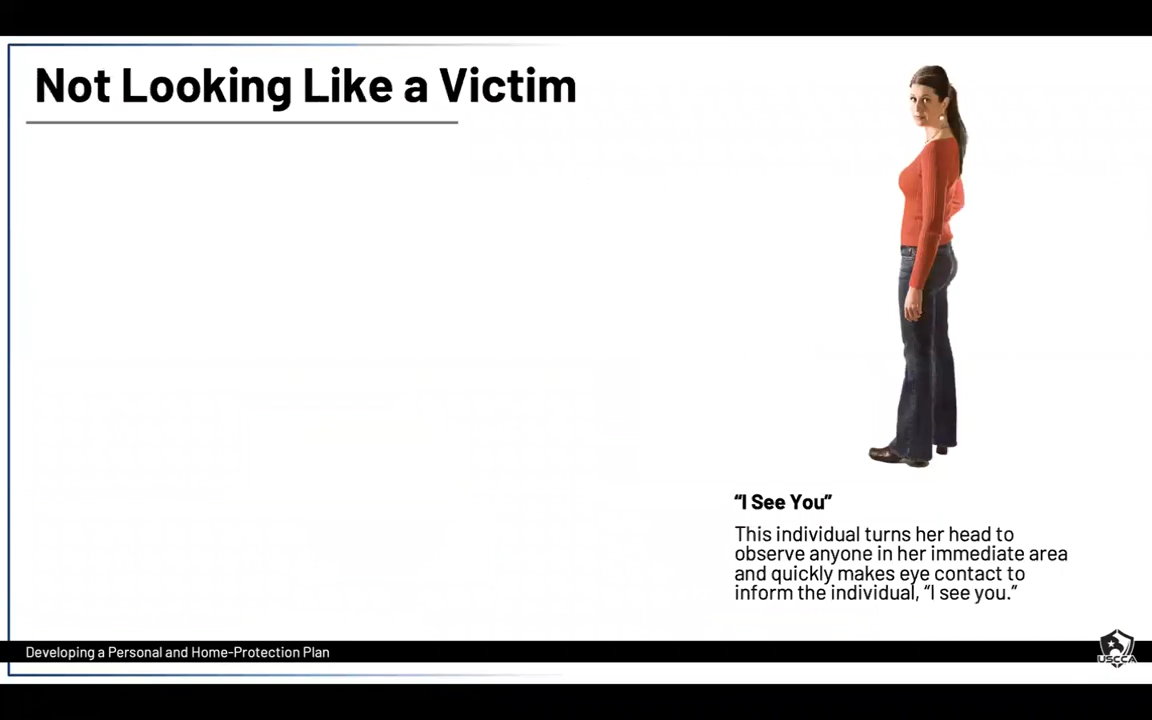 Not Looking Like a Victim
“I See You”
This individual turns her head to
observe anyone in her immediate area
and quickly makes eye contact to
inform the individual, “I see you.”
Developing a Personal and Home-Protection Plan
USCCA